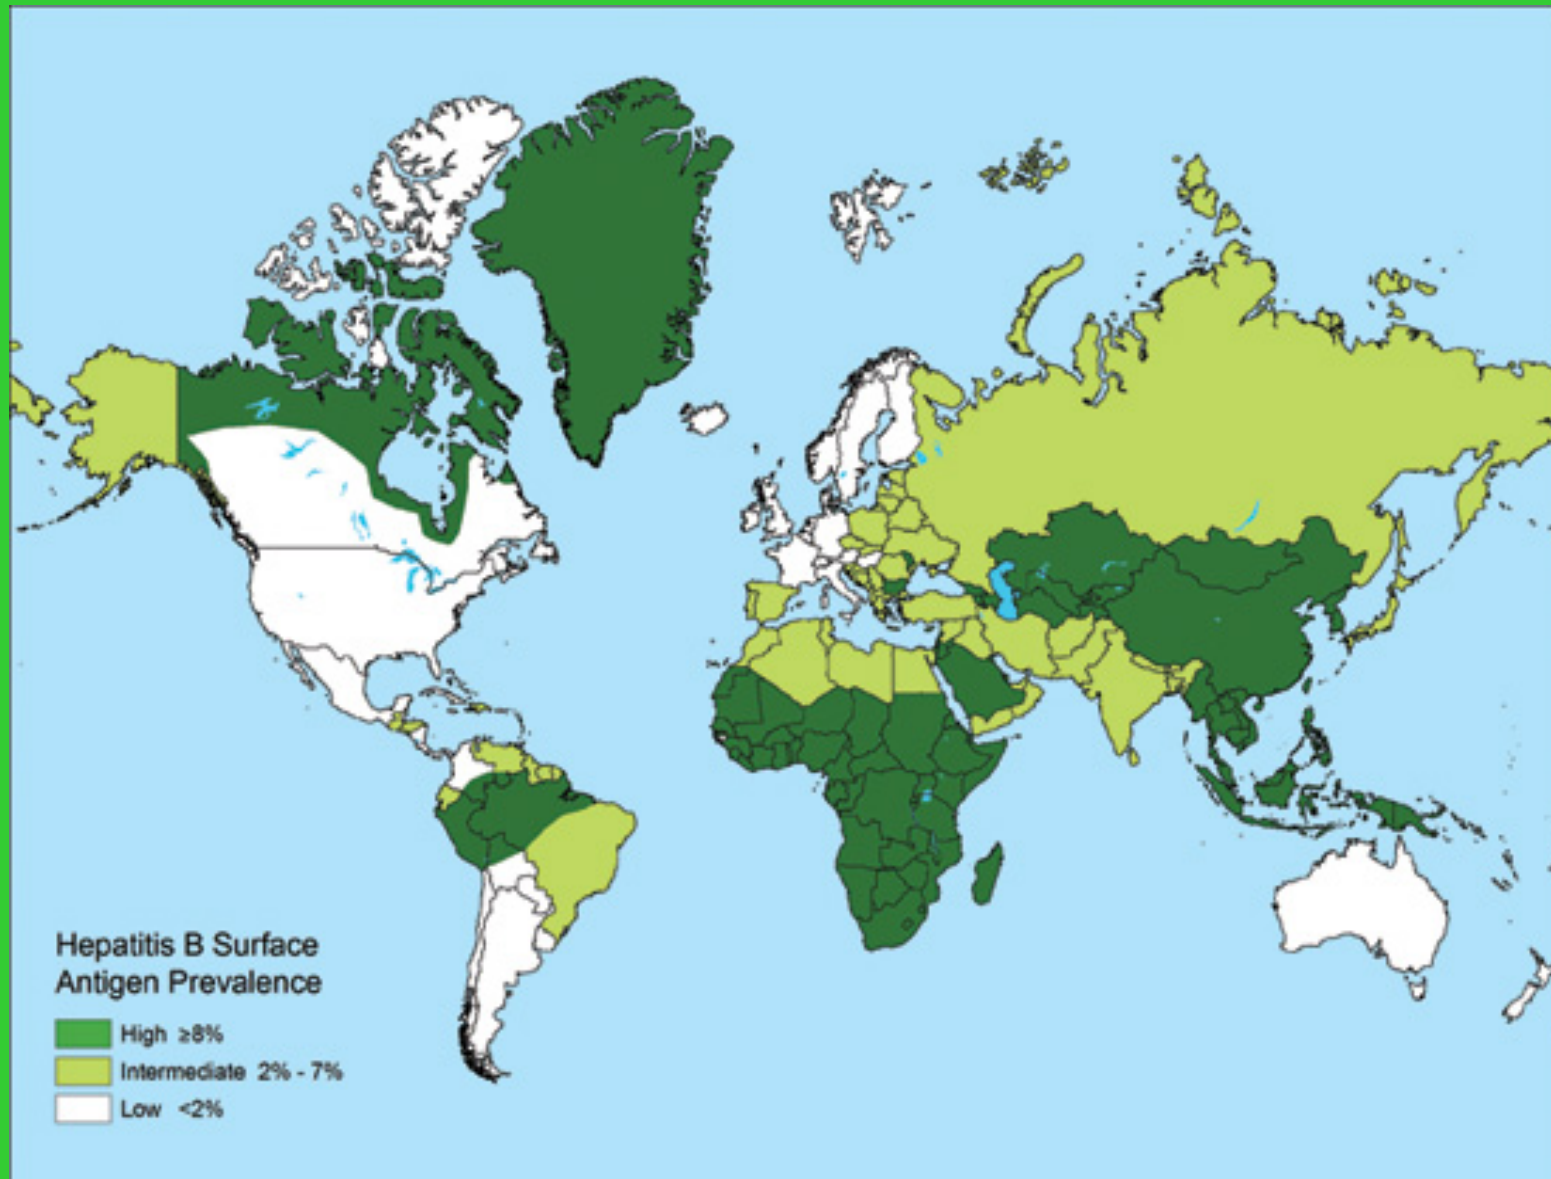 Hepatitis B Surface
Antigen Prevalence
High ≥8%
Intermediate 2% - 7%
Low <2%